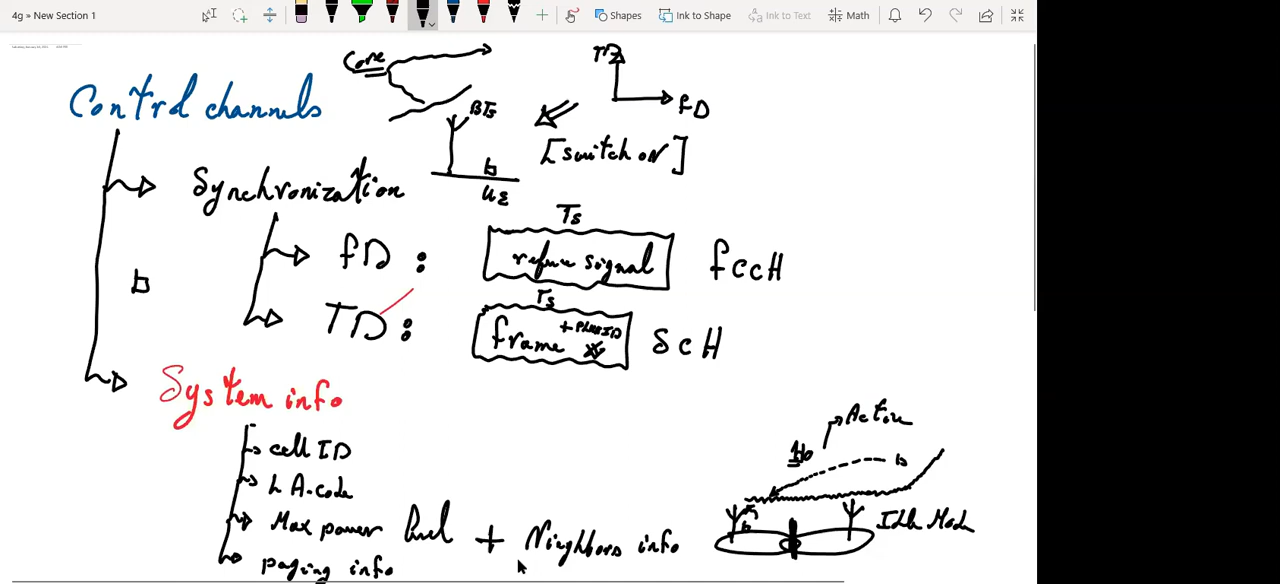 4g » New Section 1
Shapes
Ink to Shape
Ink to Text
Math
Core
TD
fD
Control channels
BTS
[switch oN]
UE
Synchronization
Ts
fD :
signal
fccH
Ts
TD :
frame
ScH
System info
Action
Ho
cell ID
L A.code
Max power
+ Neighbors info
Idle Mode
paging info